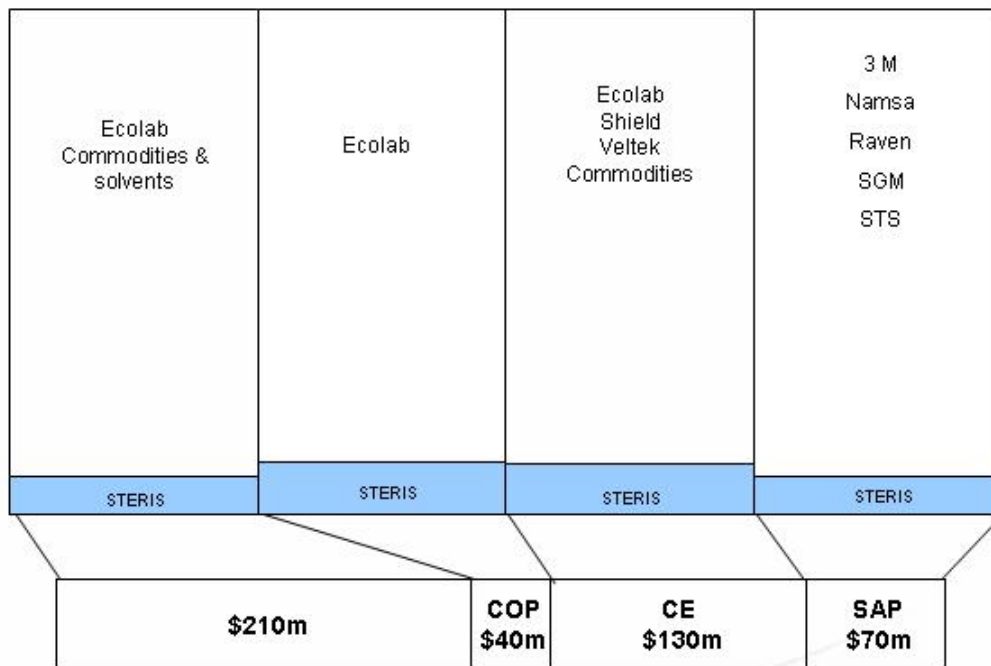 Ecolab
Commodities &
solvents
Ecolab
Ecolab
Shield
Veltek
Commodities
3 M
Namsa
Raven
SGM
STS
STERIS
STERIS
STERIS
STERIS
$210m
COP
$40m
CE
$130m
SAP
$70m